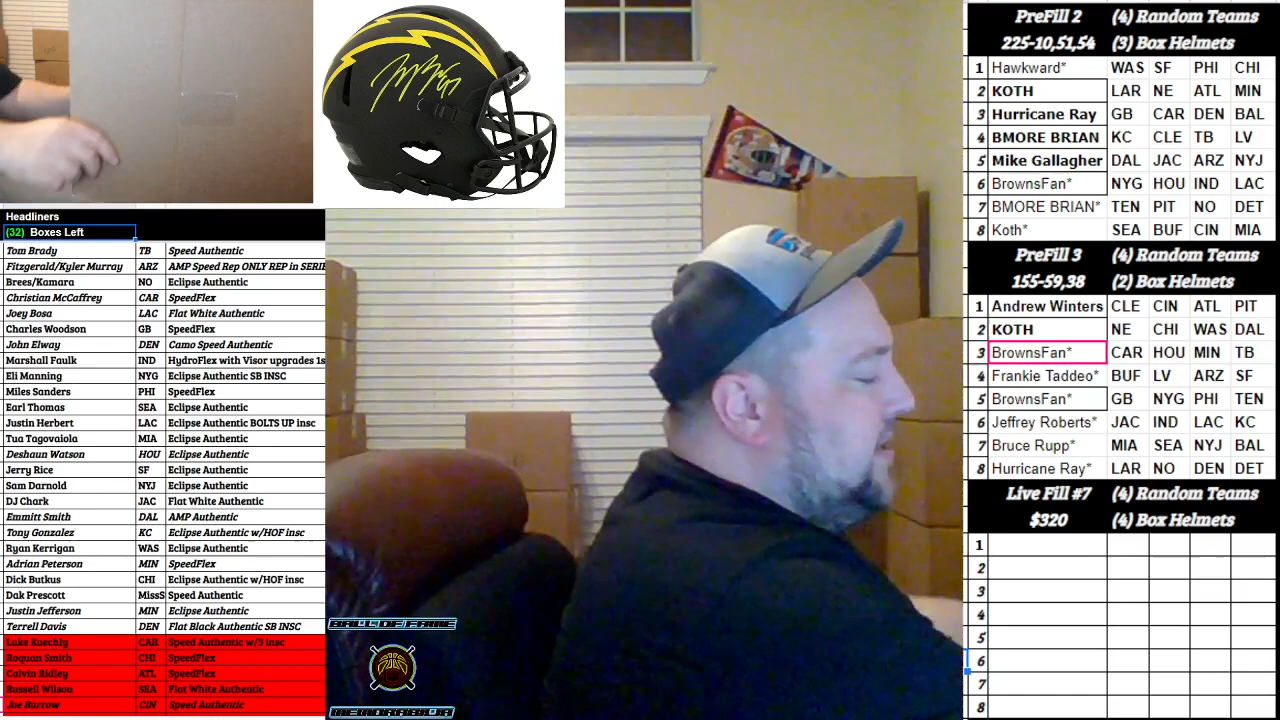 Headliners
(32) Boxes Left
Tom Brady TB Speed Authentic
Fitzgerald/Kyler Murray ARZ AMP Speed Rep ONLY REP in SERIE
Brees/Kamara NO Eclipse Authentic
Christian McCaffrey CAR SpeedFlex
Joey Bosa LAC Flat White Authentic
Charles Woodson GB SpeedFlex
John Elway DEN Camo Speed Authentic
Marshall Faulk IND HydroFlex with Visor upgrades 1s
Eli Manning NYG Eclipse Authentic SB INSC
Miles Sanders PHI SpeedFlex
Earl Thomas SEA Eclipse Authentic
Justin Herbert LAC Eclipse Authentic BOLTS UP insc
Tua Tagovaiola MIA Eclipse Authentic
Deshaun Watson HOU Eclipse Authentic
Jerry Rice SF Eclipse Authentic
Sam Darnold NYJ Eclipse Authentic
DJ Chark JAC Flat White Authentic
Emmitt Smith DAL AMP Authentic
Tony Gonzalez KC Eclipse Authentic w/HOF insc
Ryan Kerrigan WAS Eclipse Authentic
Adrian Peterson MIN SpeedFlex
Dick Butkus CHI Eclipse Authentic w/HOF insc
Dak Prescott MissS Speed Authentic
Justin Jefferson MIN Eclipse Authentic
Terrell Davis DEN Flat Black Authentic SB INSC
Luke Kuechly CAR Speed Authentic w/3 insc
Roquan Smith CHI SpeedFlex
Calvin Ridley ATL SpeedFlex
Russell Wilson SEA Flat White Authentic
Joe Burrow CIN Speed Authentic
BALL OF FAME
MEMORABILIA
PreFill 2 (4) Random Teams
225-10,51,54 (3) Box Helmets
1 Hawkward* WAS SF PHI CHI
2 KOTH LAR NE ATL MIN
3 Hurricane Ray GB CAR DEN BAL
4 BMORE BRIAN KC CLE TB LV
5 Mike Gallagher DAL JAC ARZ NYJ
6 BrownsFan* NYG HOU IND LAC
7 BMORE BRIAN* TEN PIT NO DET
8 Koth* SEA BUF CIN MIA
PreFill 3 (4) Random Teams
155-59,38 (2) Box Helmets
1 Andrew Winters CLE CIN ATL PIT
2 KOTH NE CHI WAS DAL
3 BrownsFan* CAR HOU MIN TB
4 Frankie Taddeo* BUF LV ARZ SF
5 BrownsFan* GB NYG PHI TEN
6 Jeffrey Roberts* JAC IND LAC KC
7 Bruce Rupp* MIA SEA NYJ BAL
8 Hurricane Ray* LAR NO DEN DET
Live Fill #7 (4) Random Teams
$320 (4) Box Helmets
1
2
3
4
5
6
7
8